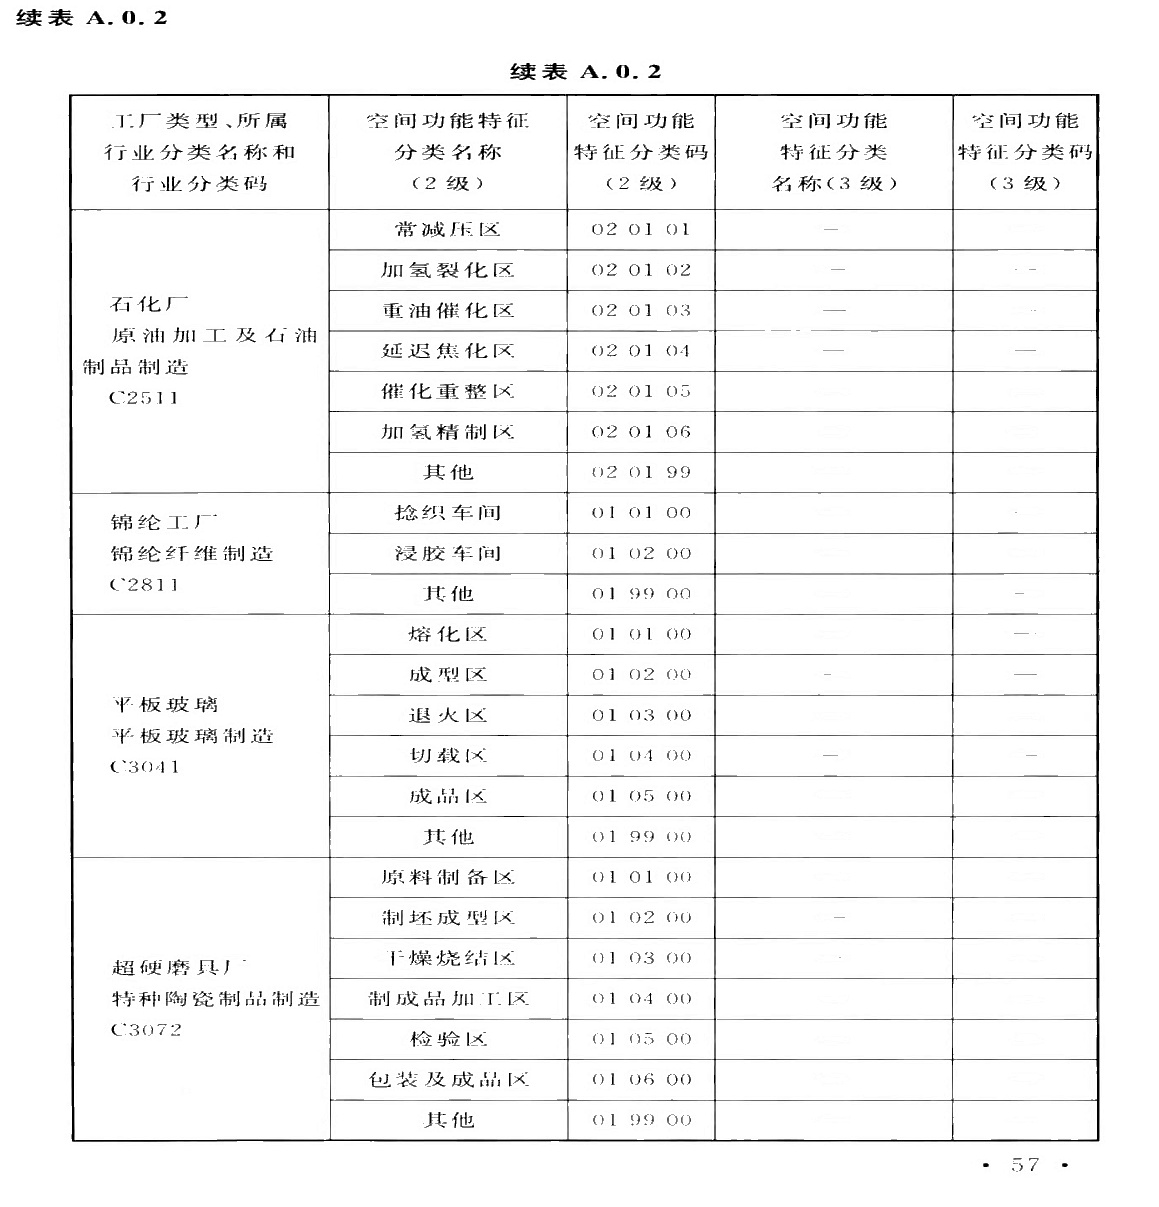 续表 A.0.2
续表 A.0.2
工厂类型、所属行业分类名称和行业分类码 空间功能特征分类名称(2级) 空间功能特征分类码(2级) 空间功能特征分类名称(3级) 空间功能特征分类码(3级)
石化厂
原油加工及石油
制品制造
C2511
常减压区 02 01 01 —
加氢裂化区 02 01 02 — —
重油催化区 02 01 03 —
延迟焦化区 02 01 04 — —
催化重整区 02 01 05
加氢精制区 02 01 06
其他 02 01 99
锦纶工厂
锦纶纤维制造
C2811
捻织车间 01 01 00
浸胶车间 01 02 00
其他 01 99 00 —
平板玻璃
平板玻璃制造
C3041
熔化区 01 01 00 —
成型区 01 02 00 — —
退火区 01 03 00
切载区 01 04 00 — —
成品区 01 05 00
其他 01 99 00
超硬磨具厂
特种陶瓷制品制造
C3072
原料制备区 01 01 00
制坯成型区 01 02 00 —
干燥烧结区 01 03 00
制成品加工区 01 04 00
检验区 01 05 00
包装及成品区 01 06 00
其他 01 99 00
• 57 •